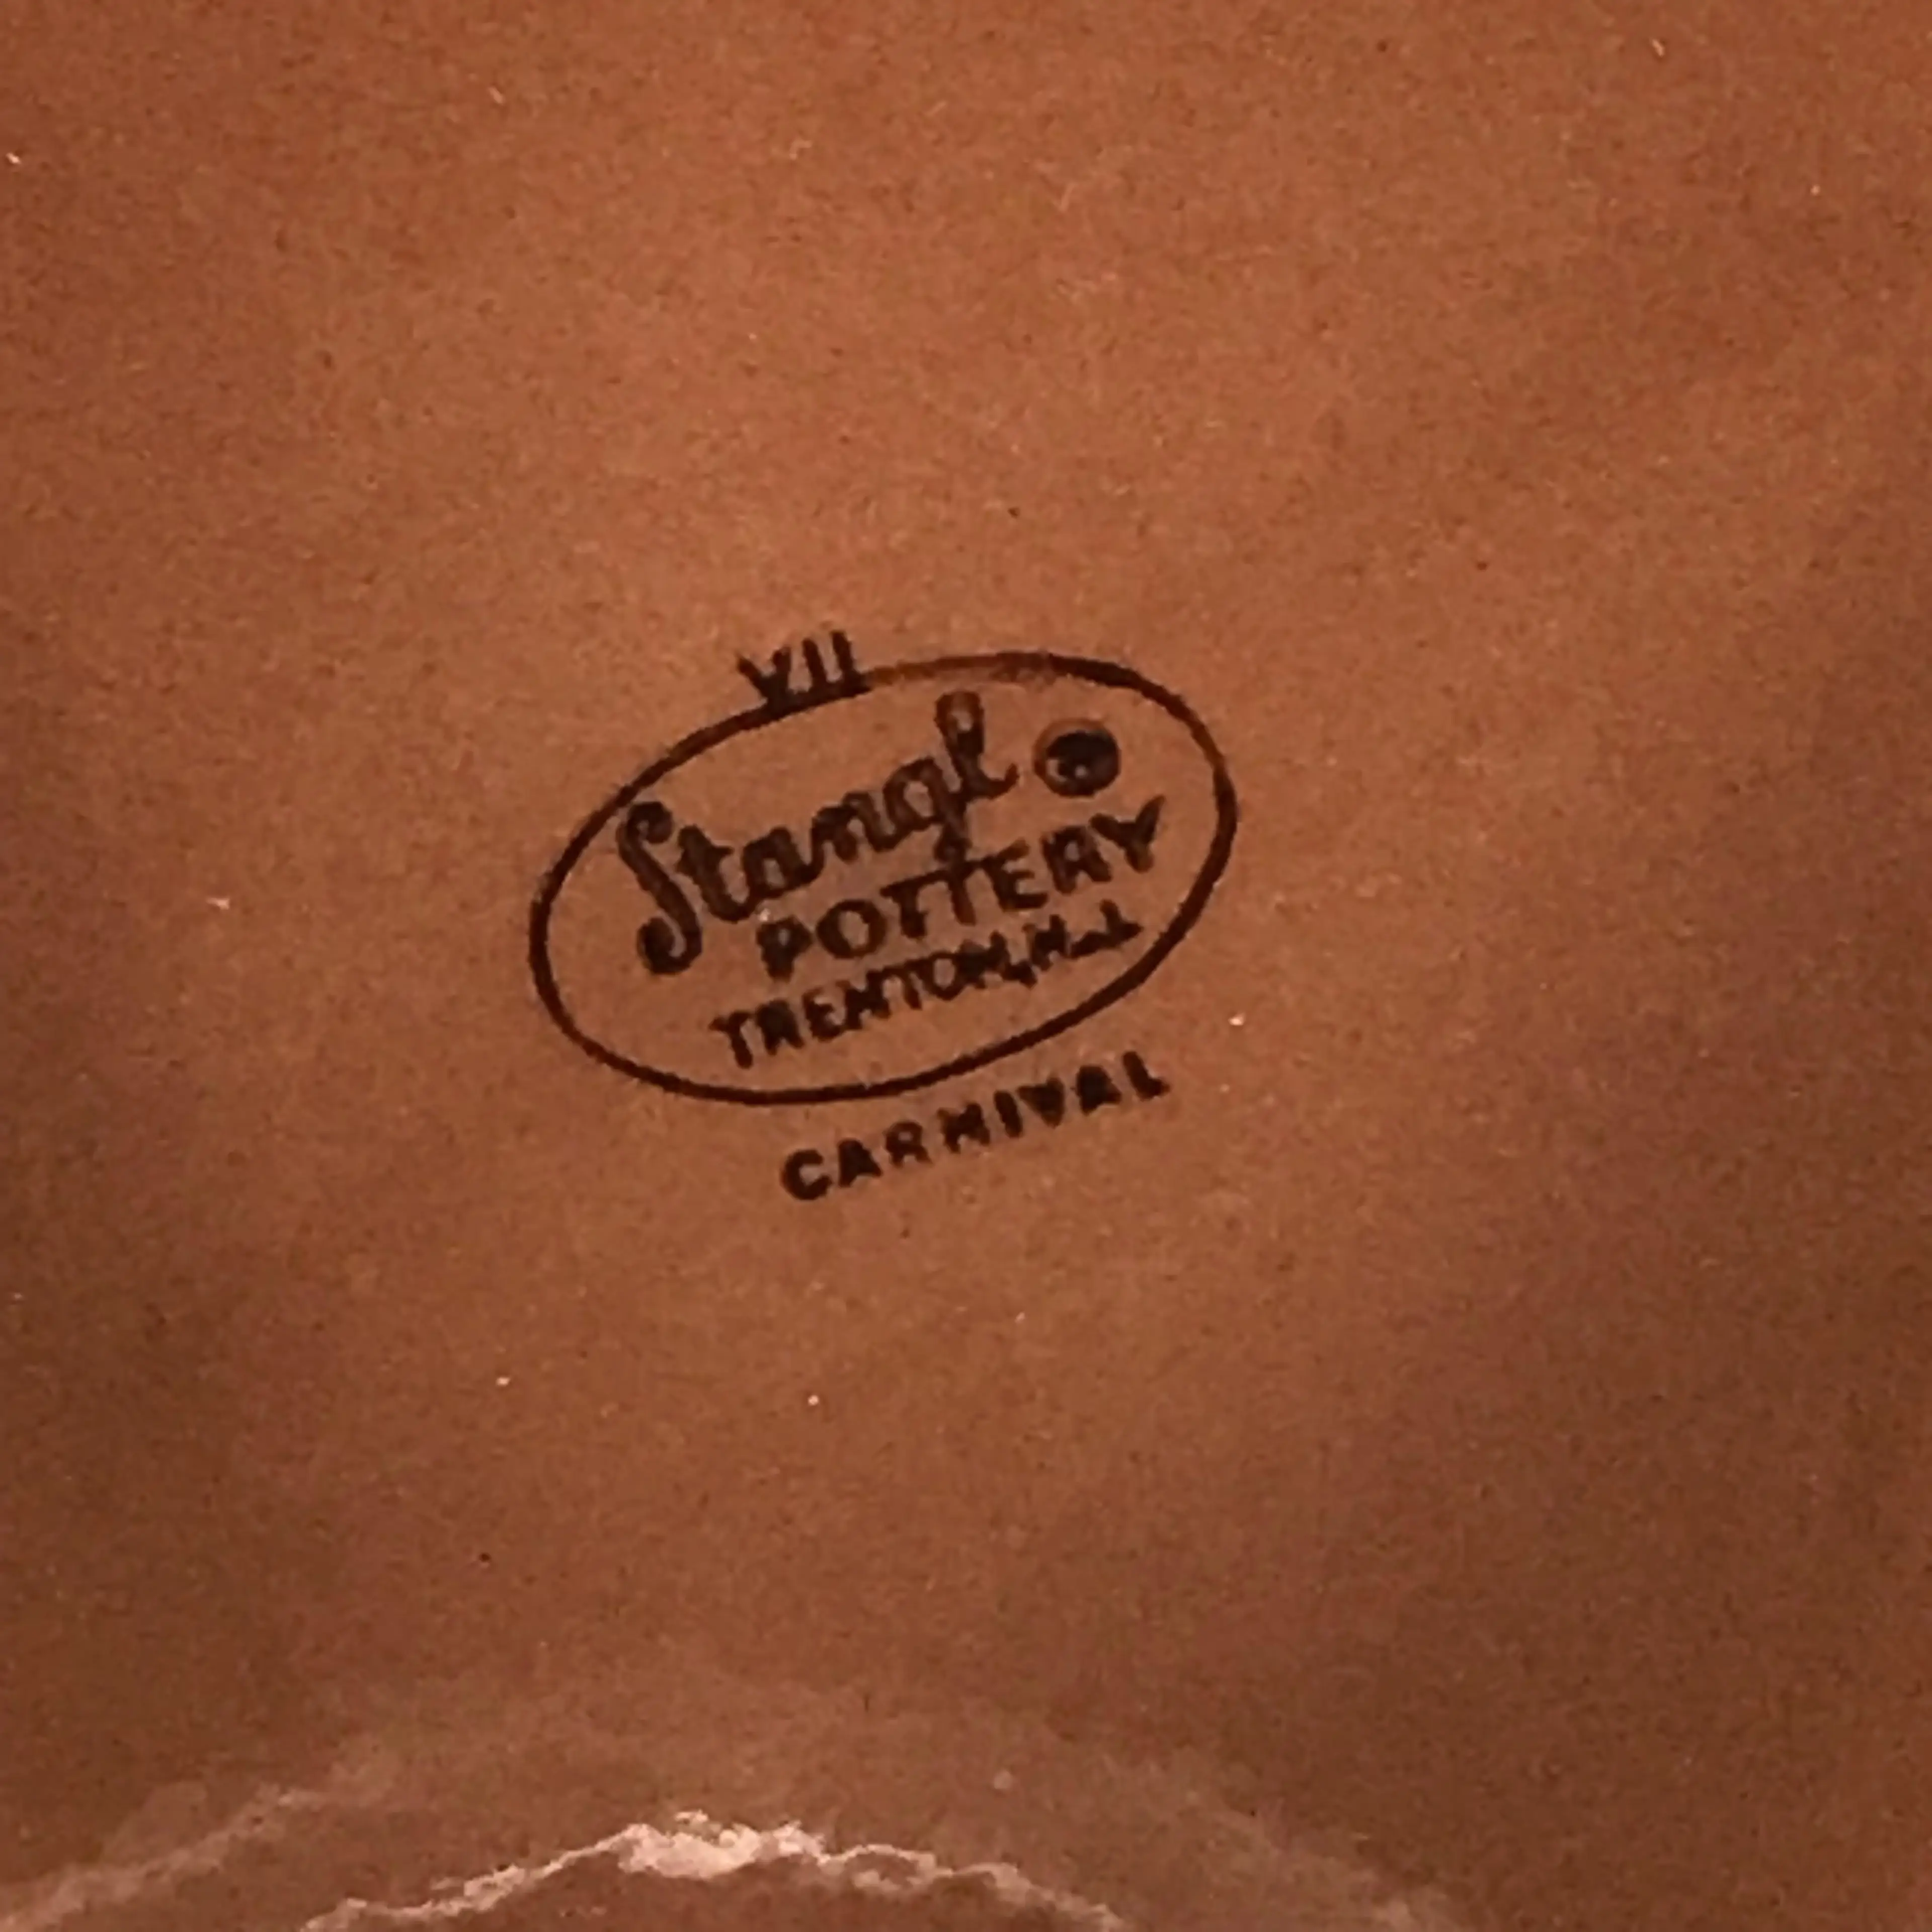 VII
Stangl
POTTERY
TRENTON, N.J.
CARNIVAL